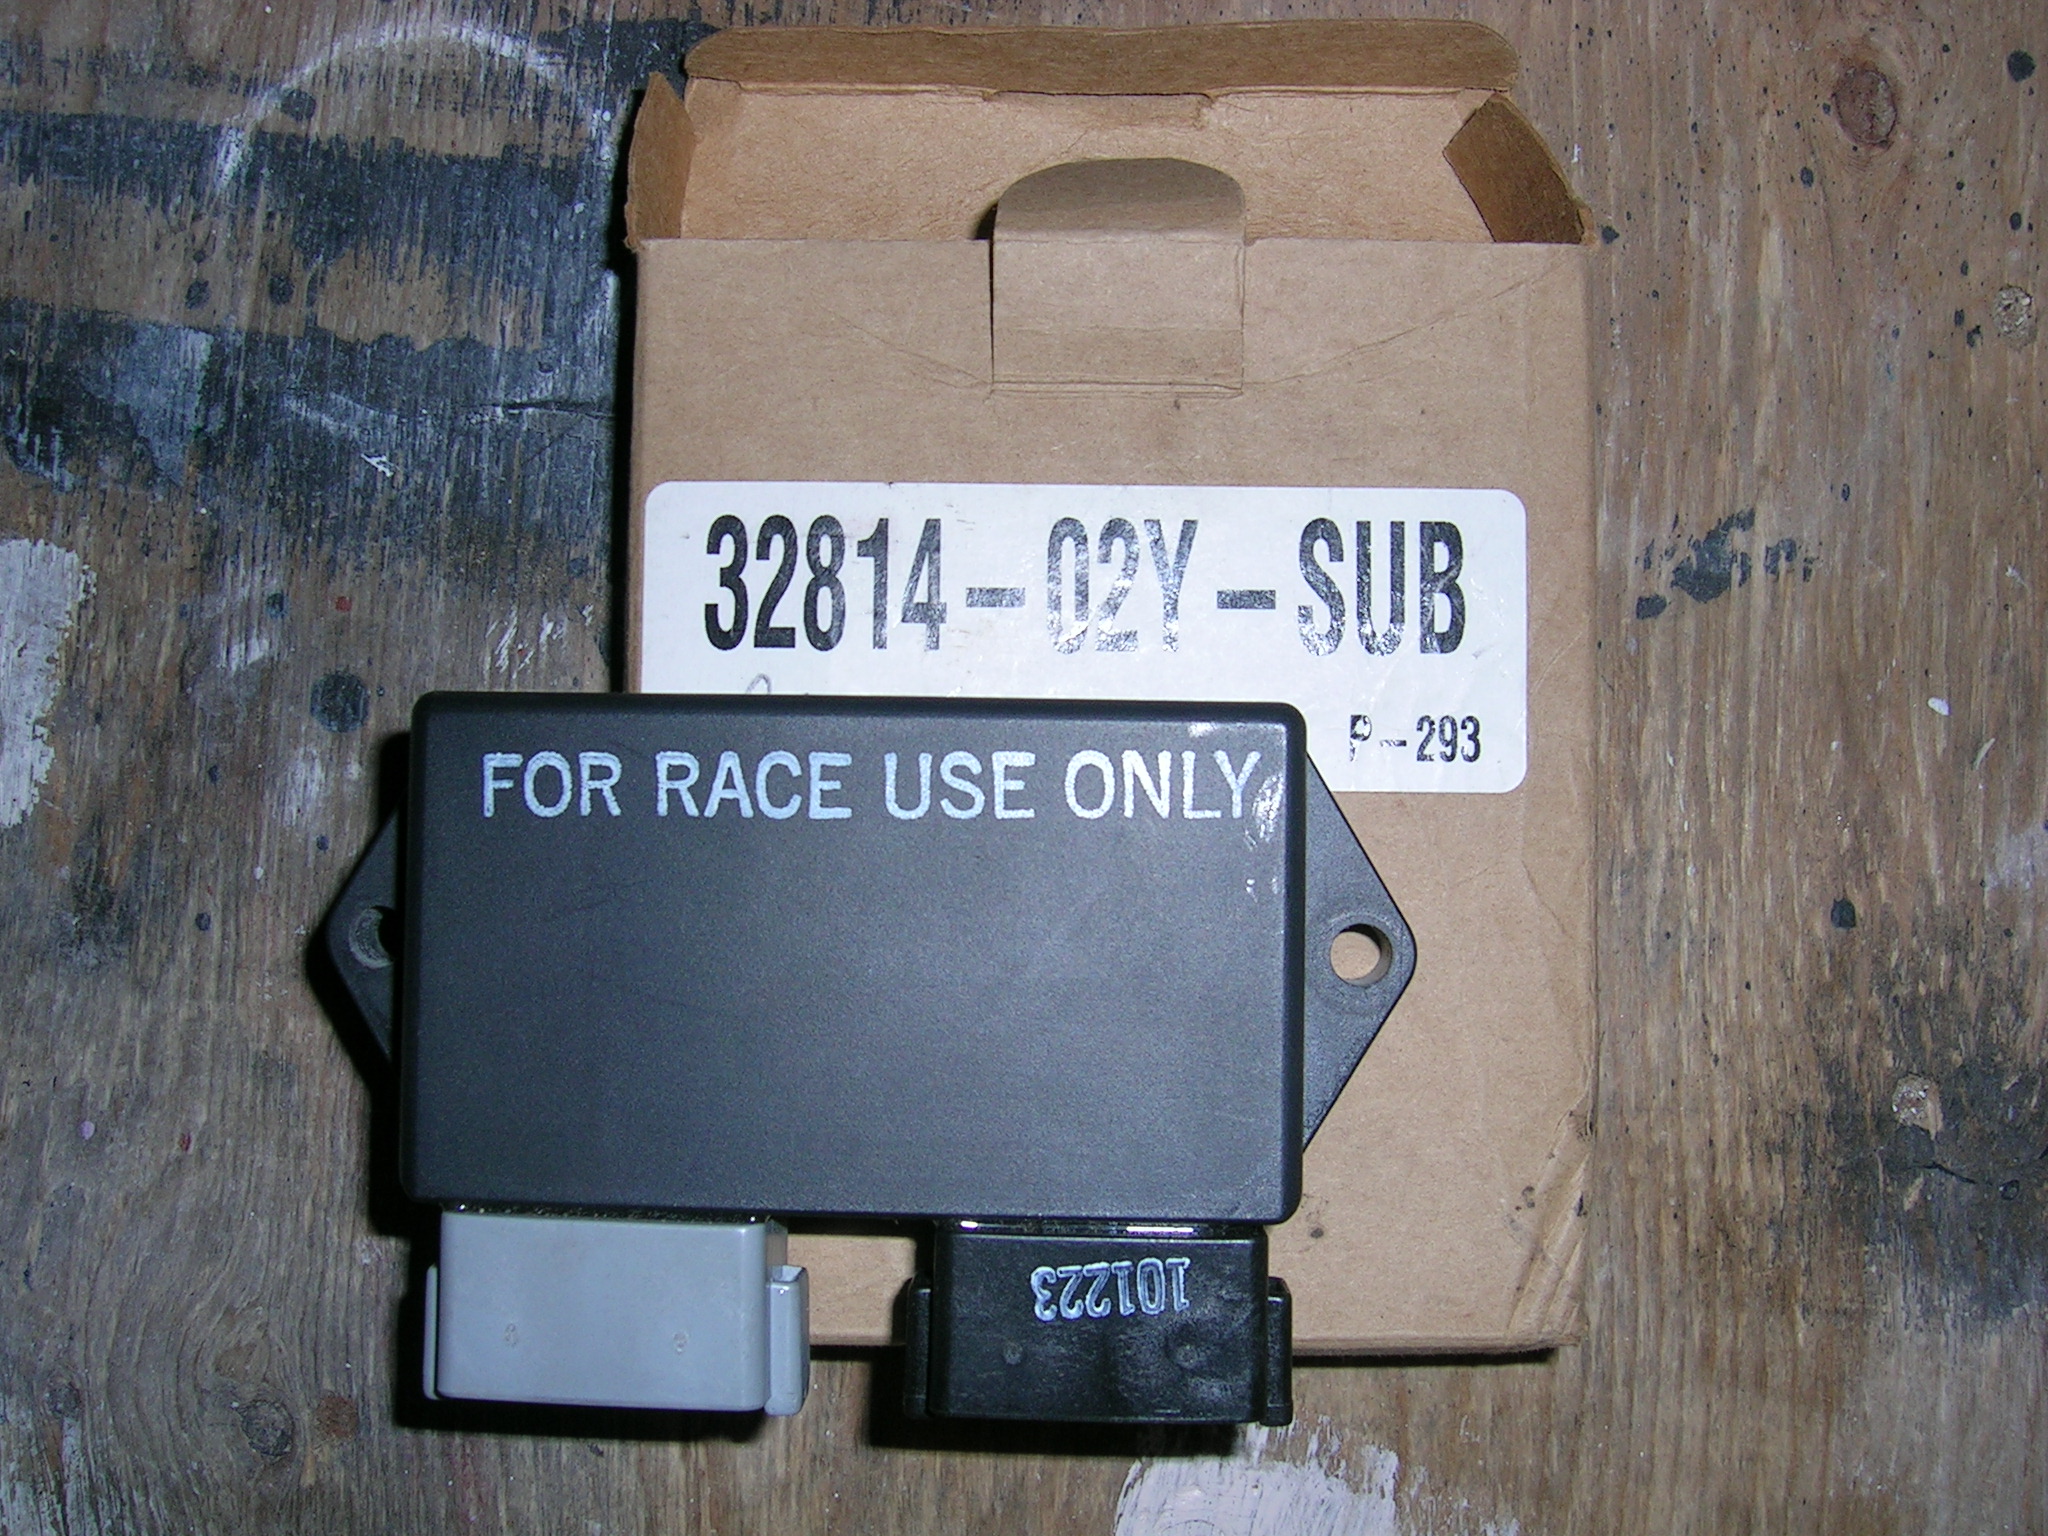 32814-02Y-SUB
P-293
FOR RACE USE ONLY
101223